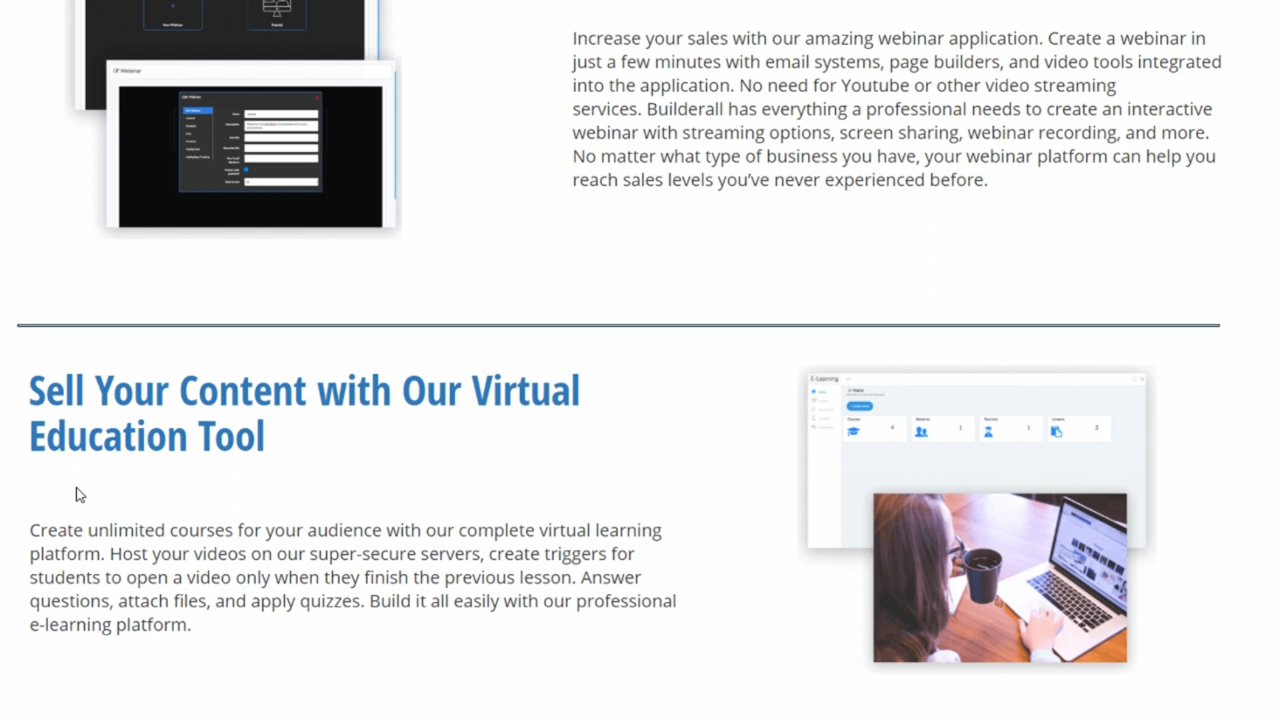 Webinar
Increase your sales with our amazing webinar application. Create a webinar in
just a few minutes with email systems, page builders, and video tools integrated
into the application. No need for Youtube or other video streaming
services. Builderall has everything a professional needs to create an interactive
webinar with streaming options, screen sharing, webinar recording, and more.
No matter what type of business you have, your webinar platform can help you
reach sales levels you’ve never experienced before.
Sell Your Content with Our Virtual
Education Tool
Create unlimited courses for your audience with our complete virtual learning
platform. Host your videos on our super-secure servers, create triggers for
students to open a video only when they finish the previous lesson. Answer
questions, attach files, and apply quizzes. Build it all easily with our professional
e-learning platform.
E-Learning
4
1
1
2